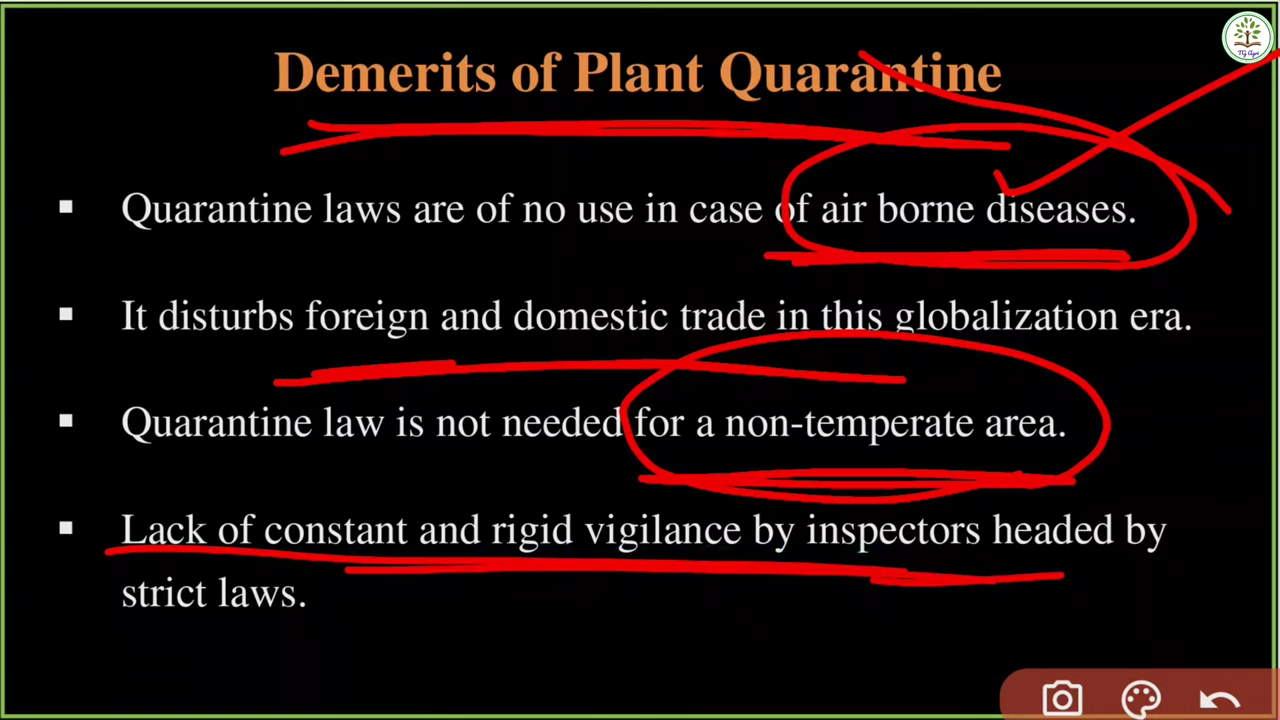 Demerits of Plant Quarantine
TG Agri
▪ Quarantine laws are of no use in case of air borne diseases.
▪ It disturbs foreign and domestic trade in this globalization era.
▪ Quarantine law is not needed for a non-temperate area.
▪ Lack of constant and rigid vigilance by inspectors headed by
strict laws.